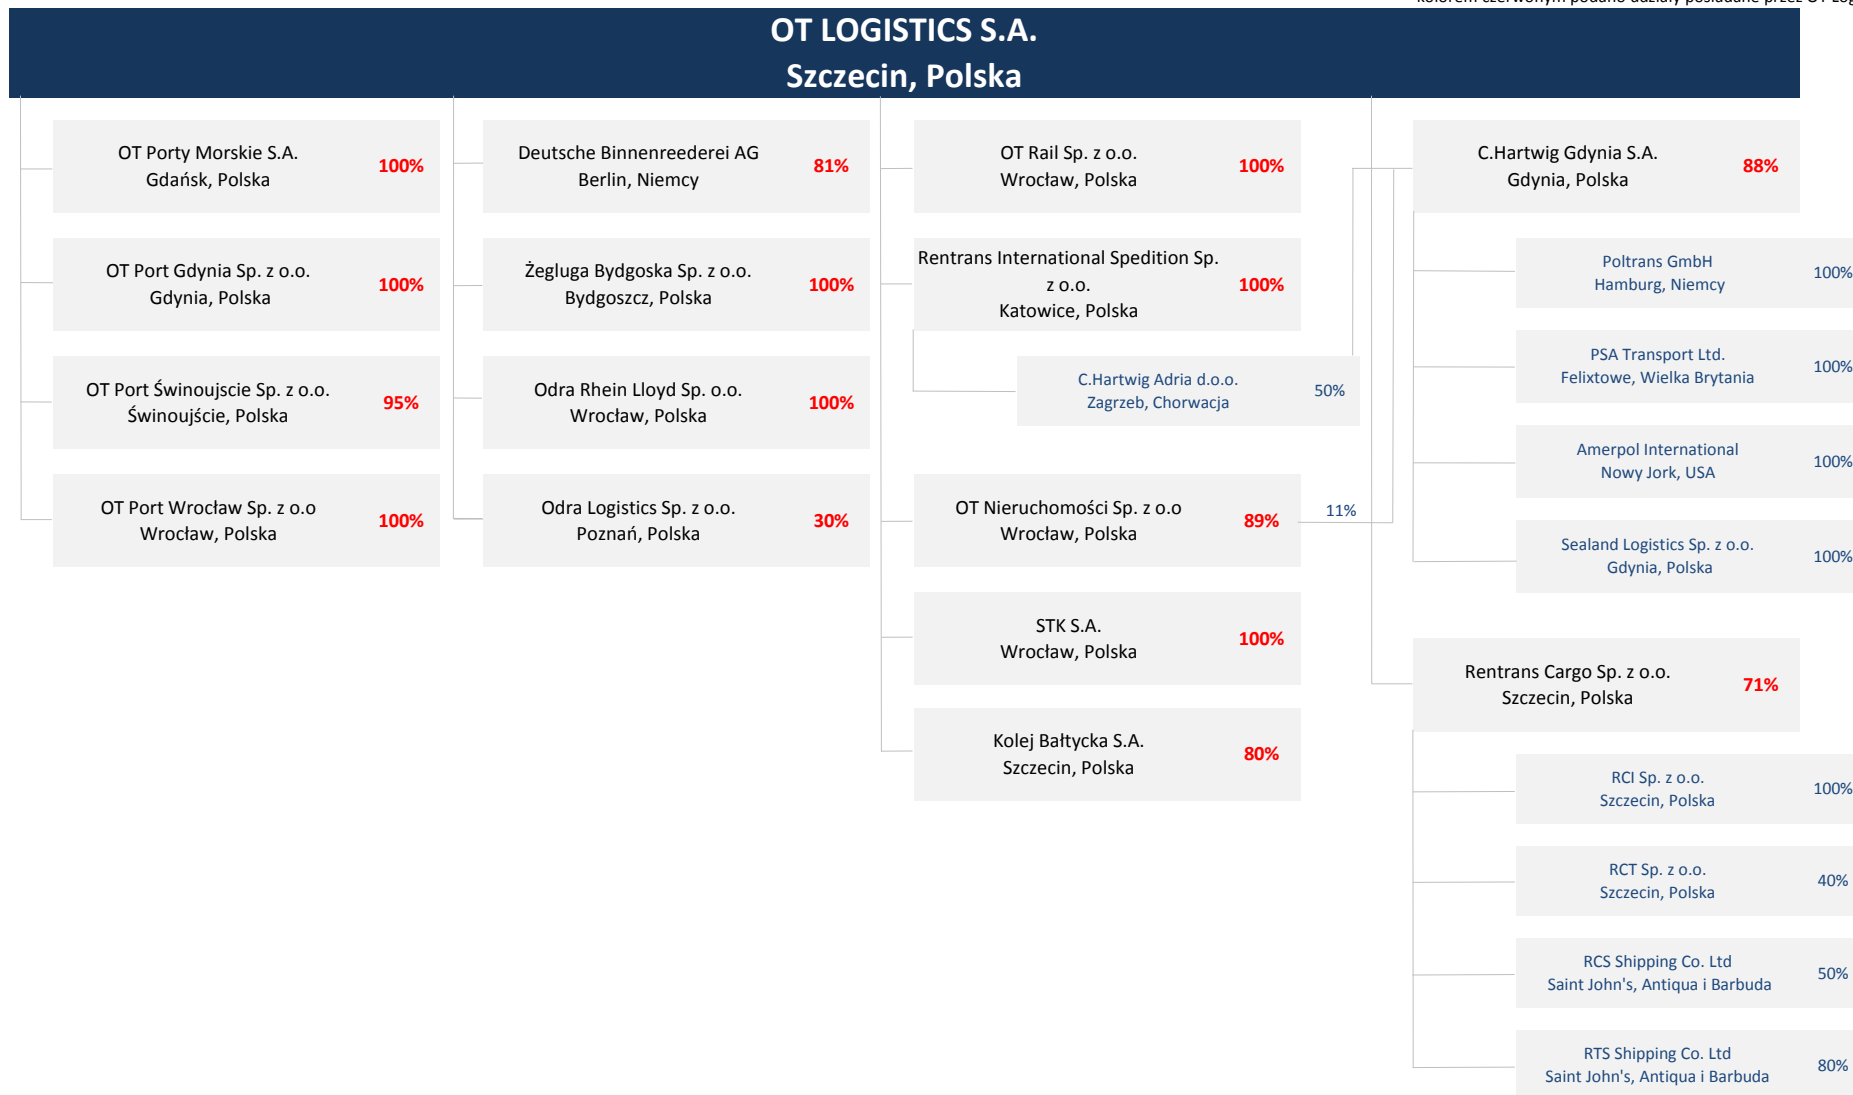 kolorem czerwonym podano udziały posiadane przez OT Log
OT LOGISTICS S.A.
Szczecin, Polska
OT Porty Morskie S.A.
Gdańsk, Polska
100%
OT Port Gdynia Sp. z o.o.
Gdynia, Polska
100%
OT Port Świnoujscie Sp. z o.o.
Świnoujście, Polska
95%
OT Port Wrocław Sp. z o.o
Wrocław, Polska
100%
Deutsche Binnenreederei AG
Berlin, Niemcy
81%
Żegluga Bydgoska Sp. z o.o.
Bydgoszcz, Polska
100%
Odra Rhein Lloyd Sp. o.o.
Wrocław, Polska
100%
Odra Logistics Sp. z o.o.
Poznań, Polska
30%
OT Rail Sp. z o.o.
Wrocław, Polska
100%
Rentrans International Spedition Sp.
z o.o.
Katowice, Polska
100%
C.Hartwig Adria d.o.o.
Zagrzeb, Chorwacja
50%
OT Nieruchomości Sp. z o.o
Wrocław, Polska
89%
11%
STK S.A.
Wrocław, Polska
100%
Kolej Bałtycka S.A.
Szczecin, Polska
80%
C.Hartwig Gdynia S.A.
Gdynia, Polska
88%
Poltrans GmbH
Hamburg, Niemcy
100%
PSA Transport Ltd.
Felixtowe, Wielka Brytania
100%
Amerpol International
Nowy Jork, USA
100%
Sealand Logistics Sp. z o.o.
Gdynia, Polska
100%
Rentrans Cargo Sp. z o.o.
Szczecin, Polska
71%
RCI Sp. z o.o.
Szczecin, Polska
100%
RCT Sp. z o.o.
Szczecin, Polska
40%
RCS Shipping Co. Ltd
Saint John's, Antiqua i Barbuda
50%
RTS Shipping Co. Ltd
Saint John's, Antiqua i Barbuda
80%